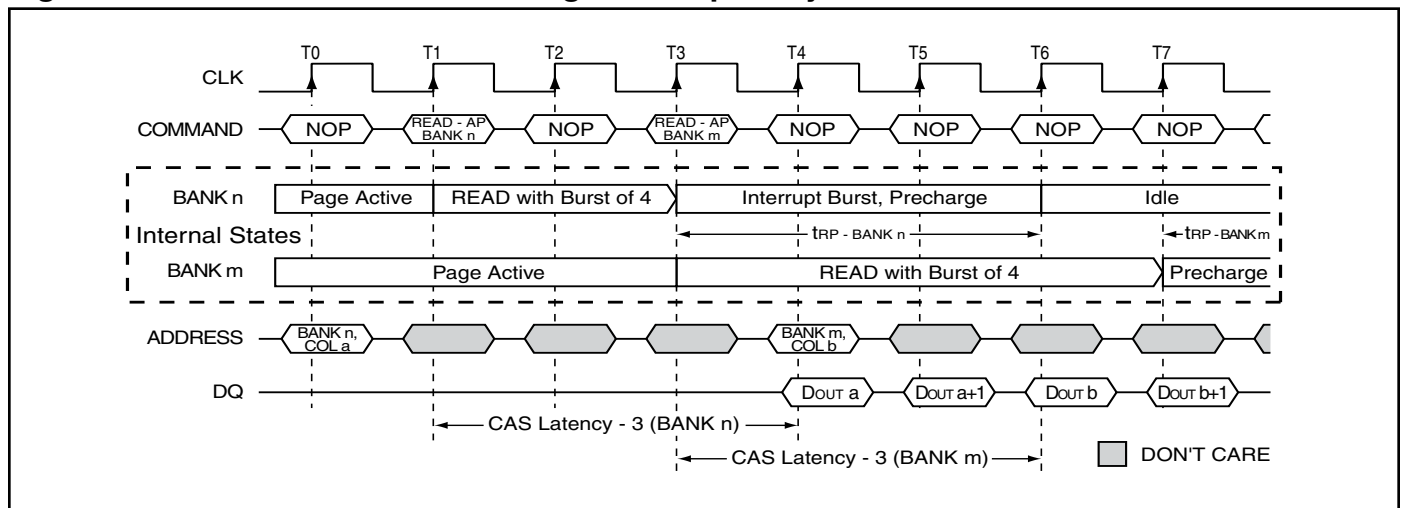 T0 T1 T2 T3 T4 T5 T6 T7
CLK
COMMAND NOP READ - AP BANK n NOP READ - AP BANK m NOP NOP NOP NOP
BANK n Page Active READ with Burst of 4 Interrupt Burst, Precharge Idle
Internal States tRP - BANK n tRP - BANK m
BANK m Page Active READ with Burst of 4 Precharge
ADDRESS BANK n, COL a BANK m, COL b
DQ DOUT a DOUT a+1 DOUT b DOUT b+1
CAS Latency - 3 (BANK n)
CAS Latency - 3 (BANK m) DON'T CARE